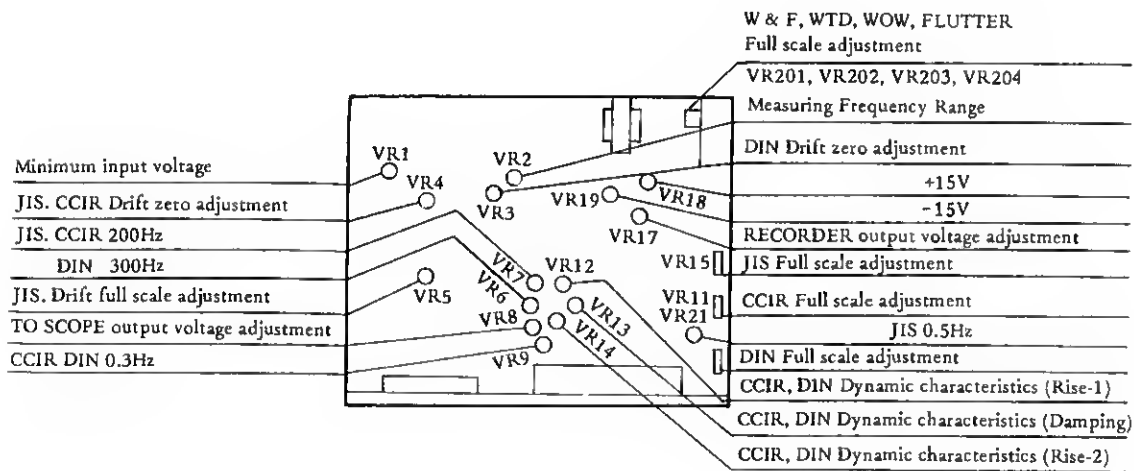 W & F, WTD, WOW, FLUTTER
Full scale adjustment
VR201, VR202, VR203, VR204
Measuring Frequency Range
DIN Drift zero adjustment
+15V
-15V
RECORDER output voltage adjustment
JIS Full scale adjustment
CCIR Full scale adjustment
JIS 0.5Hz
DIN Full scale adjustment
CCIR, DIN Dynamic characteristics (Rise-1)
CCIR, DIN Dynamic characteristics (Damping)
CCIR, DIN Dynamic characteristics (Rise-2)
Minimum input voltage
JIS. CCIR Drift zero adjustment
JIS. CCIR 200Hz
DIN 300Hz
JIS. Drift full scale adjustment
TO SCOPE output voltage adjustment
CCIR DIN 0.3Hz
VR1
VR2
VR4
VR3
VR19
VR18
VR17
VR15
VR7
VR12
VR5
VR6
VR11
VR8
VR13
VR21
VR14
VR9